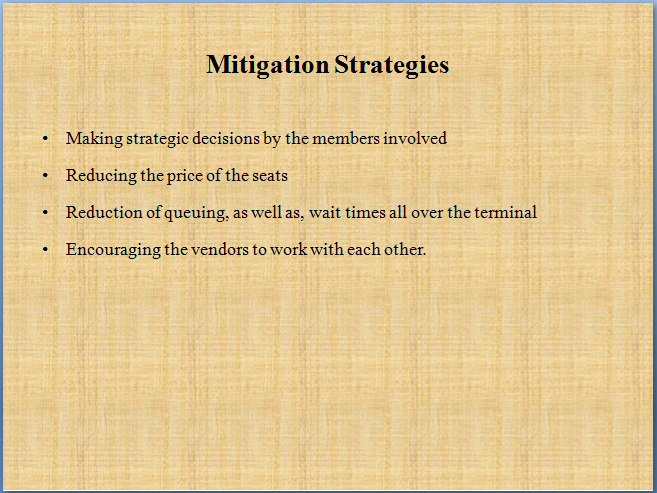 Mitigation Strategies
• Making strategic decisions by the members involved
• Reducing the price of the seats
• Reduction of queuing, as well as, wait times all over the terminal
• Encouraging the vendors to work with each other.